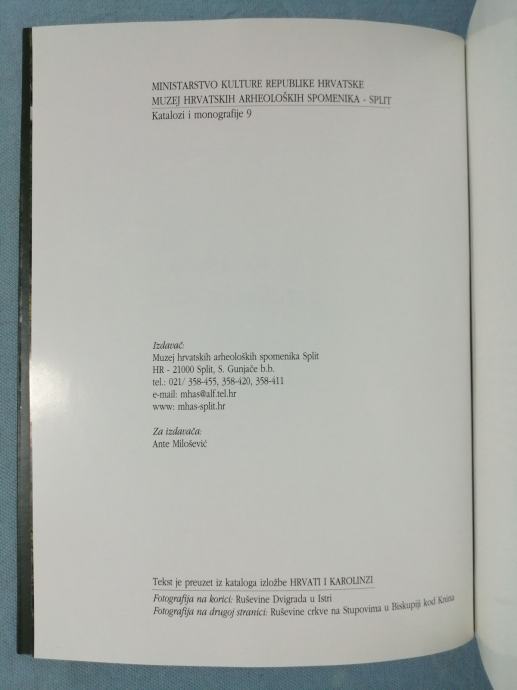 MINISTARSTVO KULTURE REPUBLIKE HRVATSKE
MUZEJ HRVATSKIH ARHEOLOŠKIH SPOMENIKA - SPLIT
Katalozi i monografije 9
Izdavač:
Muzej hrvatskih arheoloških spomenika Split
HR - 21000 Split, S. Gunjače b.b.
tel.: 021/ 358-455, 358-420, 358-411
e-mail: mhas@alf.tel.hr
www: mhas-split.hr
Za izdavača:
Ante Milošević
Tekst je preuzet iz kataloga izložbe HRVATI I KAROLINZI
Fotografija na korici: Ruševine Dvigrada u Istri
Fotografija na drugoj stranici: Ruševine crkve na Stupovima u Biskupiji kod Knina